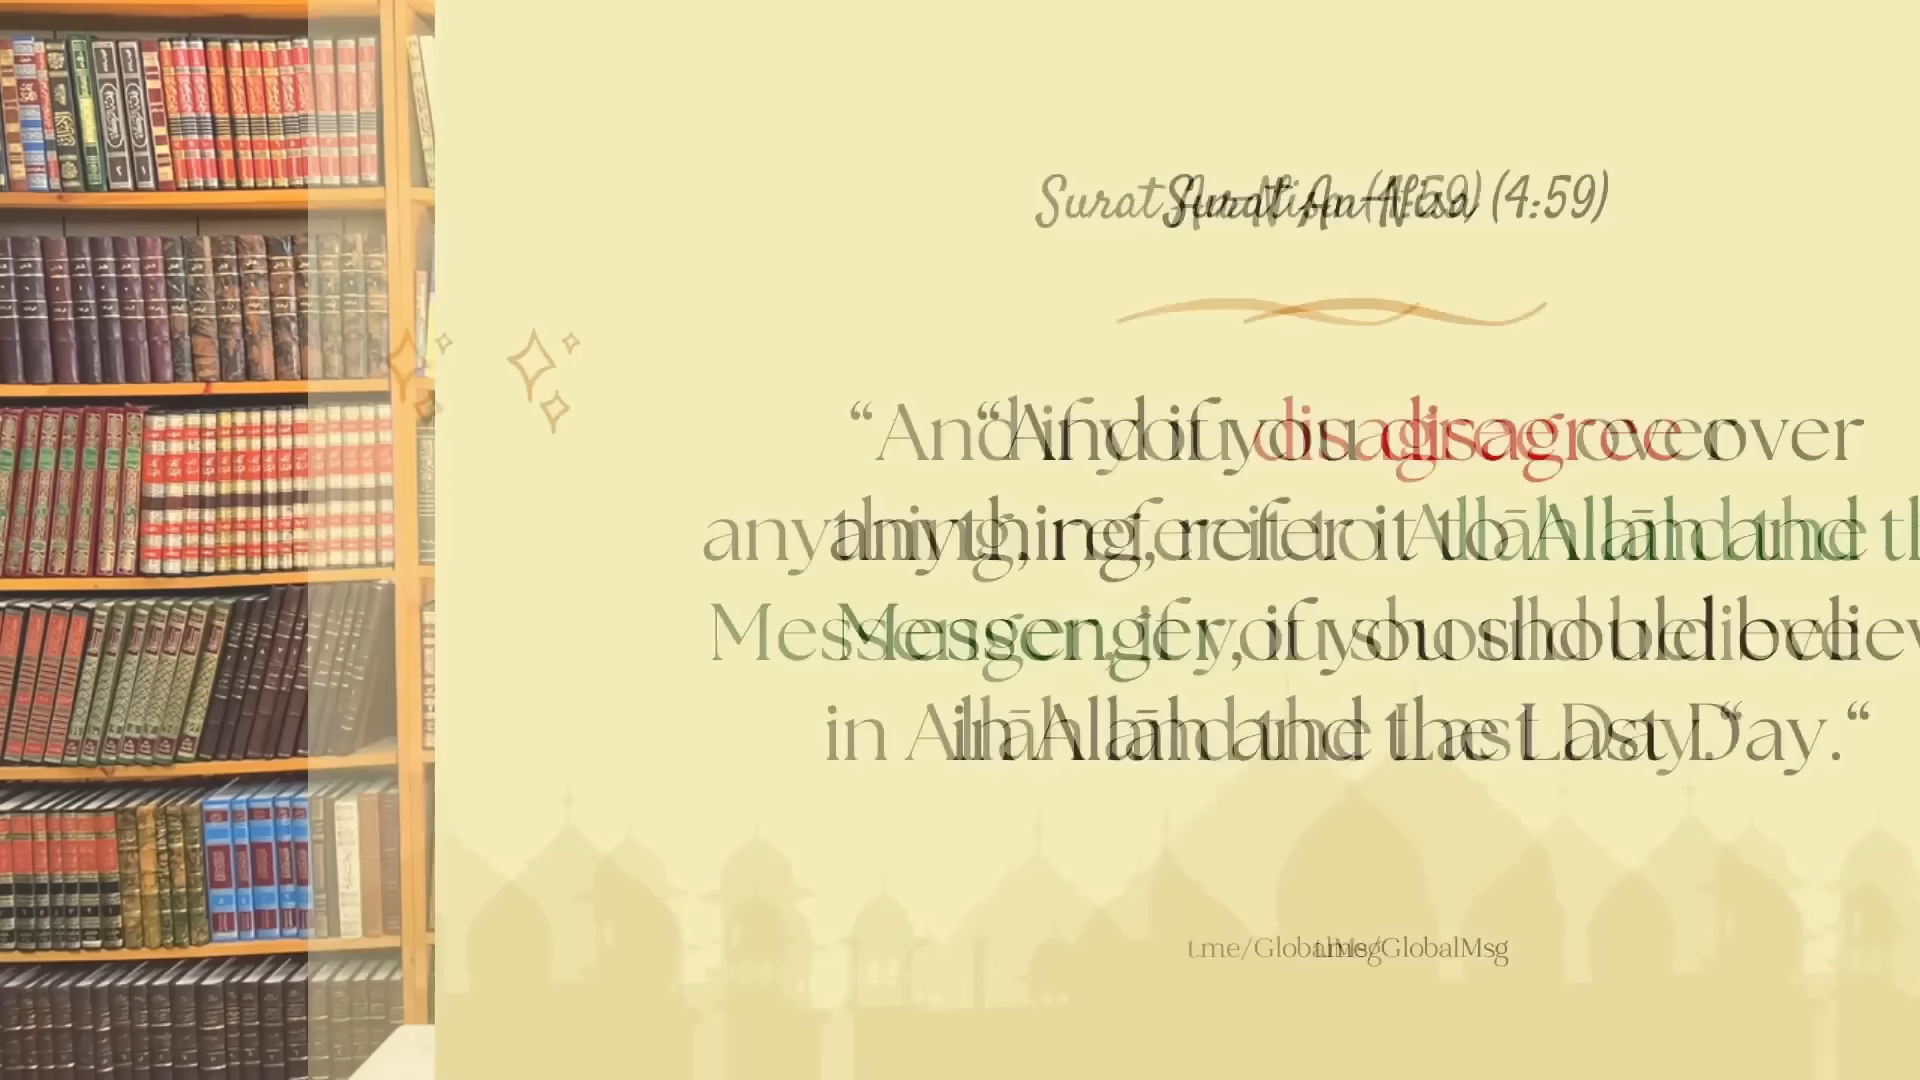 Surat An-Nisa (4:59)
“And if you disagree over
anything, refer it to Allāh and the
Messenger, if you should believe
in Allāh and the Last Day.“
t.me/GlobalMsg